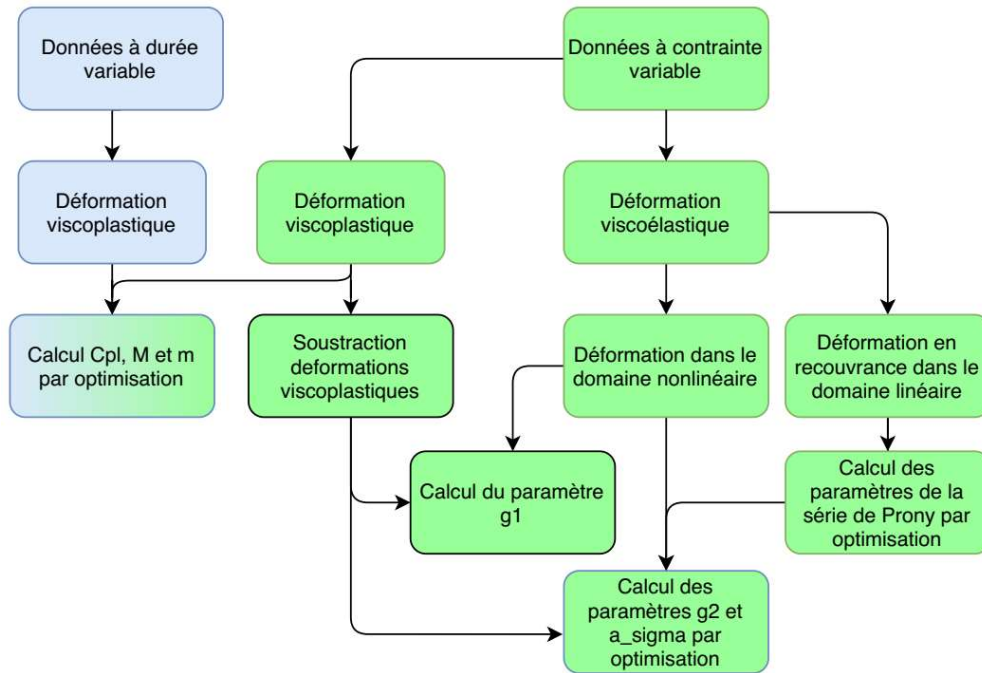 Données à durée
variable
Données à contrainte
variable
Déformation
viscoplastique
Déformation
viscoplastique
Déformation
viscoélastique
Calcul Cpl, M et m
par optimisation
Soustraction
deformations
viscoplastiques
Déformation dans le
domaine nonlinéaire
Déformation en
recouvrance dans le
domaine linéaire
Calcul du paramètre
g1
Calcul des
paramètres de la
série de Prony par
optimisation
Calcul des
paramètres g2 et
a_sigma par
optimisation